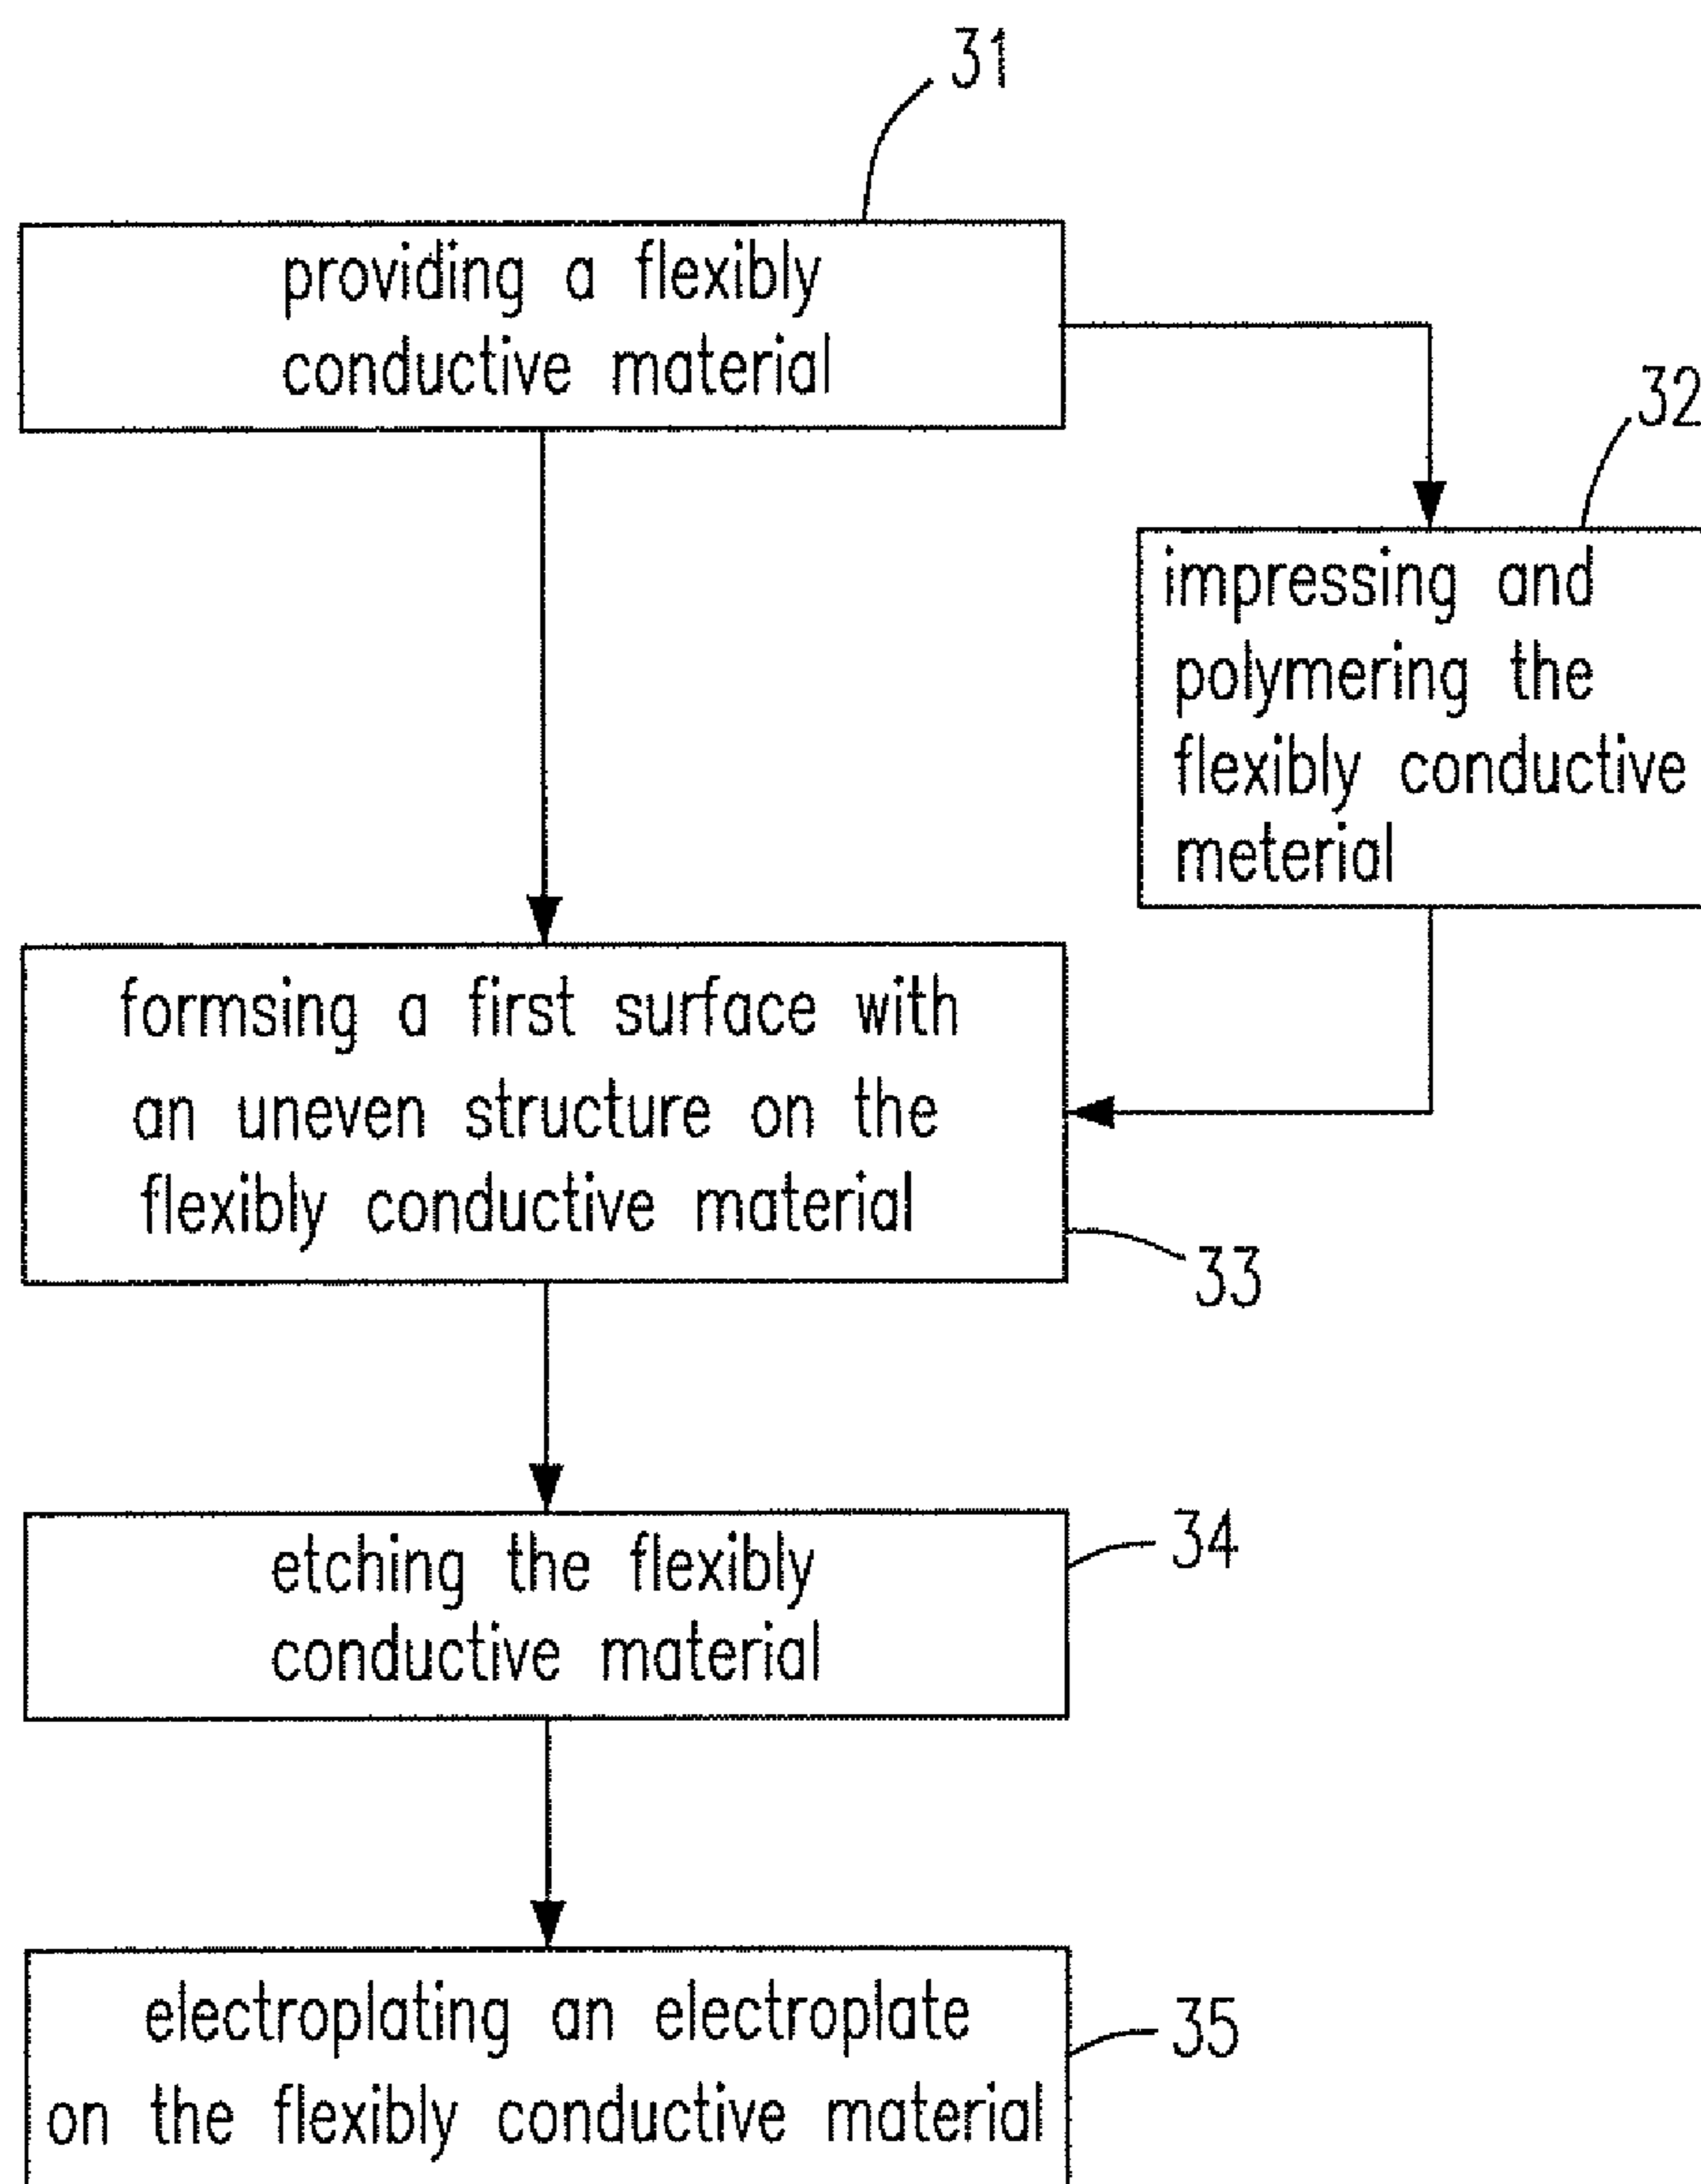 31
providing a flexibly
conductive material
32
impressing and
polymering the
flexibly conductive
meterial
formsing a first surface with
an uneven structure on the
flexibly conductive material
33
etching the flexibly
conductive material
34
electroplating an electroplate
on the flexibly conductive material
35